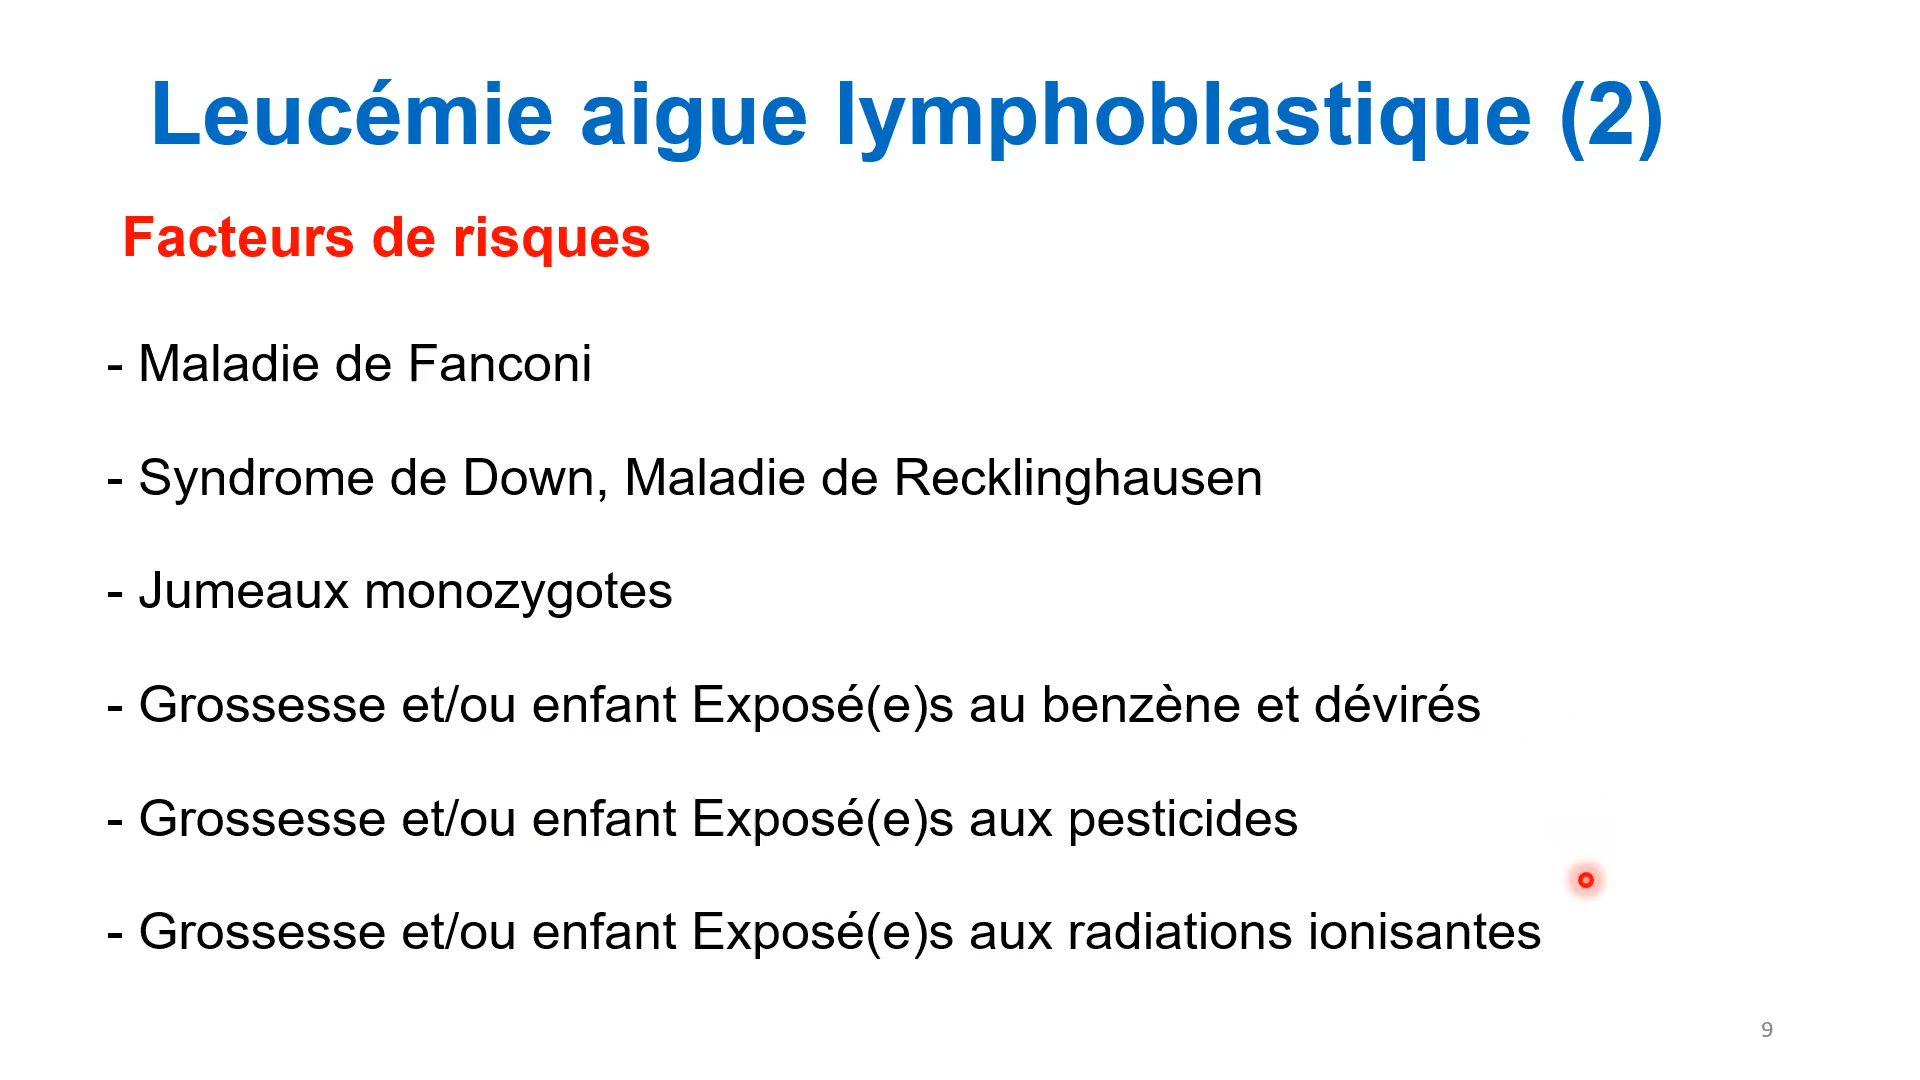 Leucémie aigue lymphoblastique (2)
Facteurs de risques
- Maladie de Fanconi
- Syndrome de Down, Maladie de Recklinghausen
- Jumeaux monozygotes
- Grossesse et/ou enfant Exposé(e)s au benzène et dévirés
- Grossesse et/ou enfant Exposé(e)s aux pesticides
- Grossesse et/ou enfant Exposé(e)s aux radiations ionisantes
9